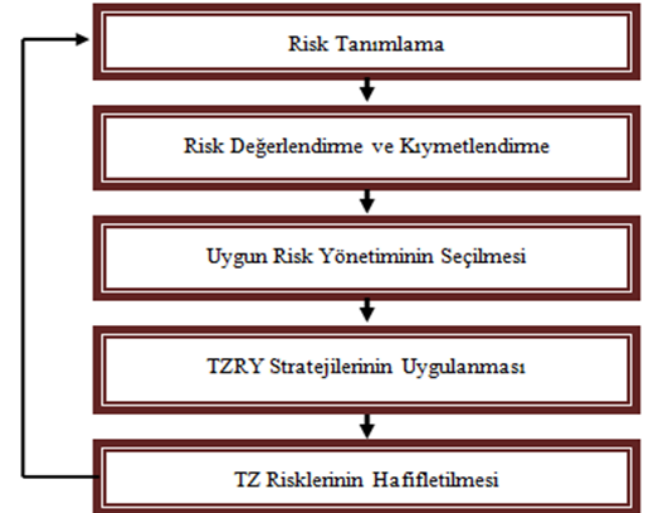 Risk Tanımlama
Risk Değerlendirme ve Kıymetlendirme
Uygun Risk Yönetiminin Seçilmesi
TZRY Stratejilerinin Uygulanması
TZ Risklerinin Hafifletilmesi